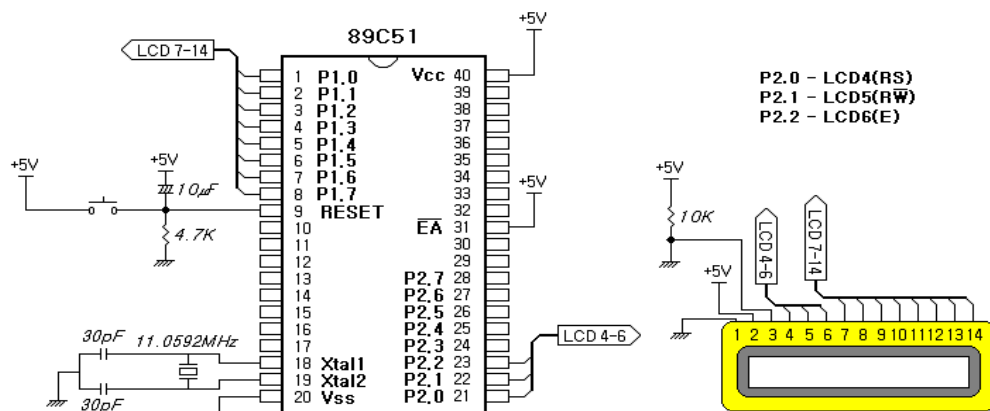 89C51
+5V
LCD 7-14
1 P1.0
2 P1.1
3 P1.2
4 P1.3
5 P1.4
6 P1.5
7 P1.6
8 P1.7
9 RESET
10
11
12
13
14
15
16
17
18 Xtal1
19 Xtal2
20 Vss
Vcc 40
39
38
37
36
35
34
33
32
EA 31
30
29
P2.7 28
P2.6 27
P2.5 26
P2.4 25
P2.3 24
P2.2 23
P2.1 22
P2.0 21
+5V
+5V
10µF
4.7K
30pF
11.0592MHz
30pF
+5V
LCD 4-6
P2.0 - LCD4(RS)
P2.1 - LCD5(RW)
P2.2 - LCD6(E)
+5V
10K
+5V
LCD 4-6
LCD 7-14
1 2 3 4 5 6 7 8 9 10 11 12 13 14